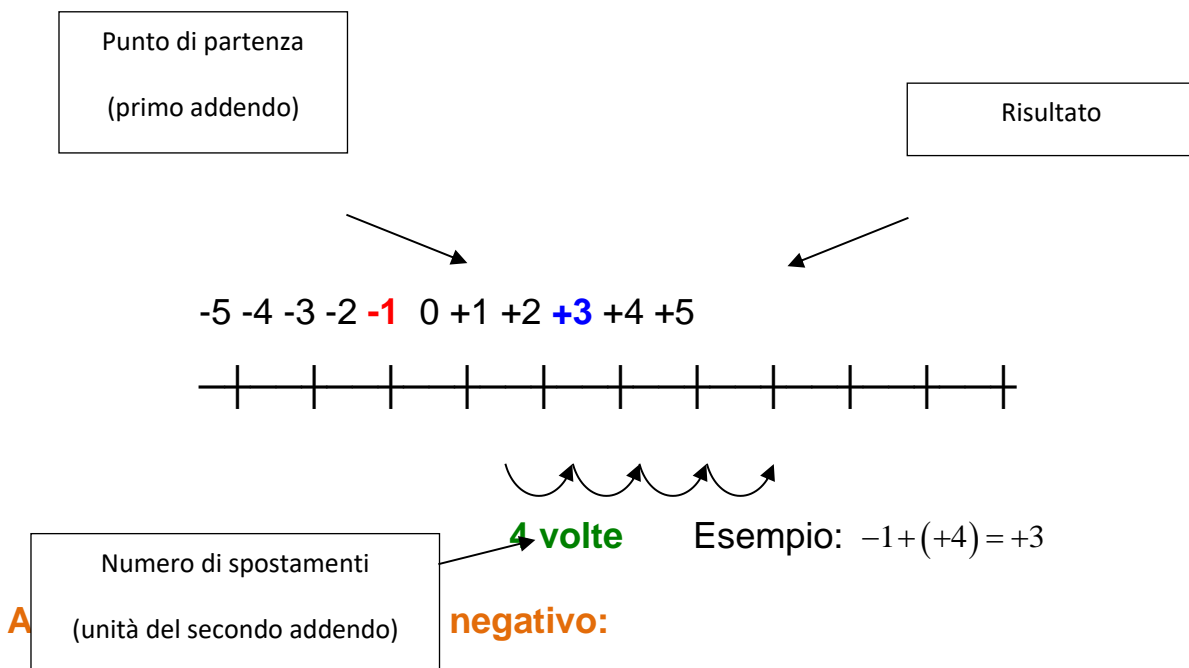 Punto di partenza
(primo addendo)
Risultato
-5 -4 -3 -2 -1 0 +1 +2 +3 +4 +5
4 volte Esempio: −1+(+4)=+3
Numero di spostamenti
(unità del secondo addendo)
A negativo: